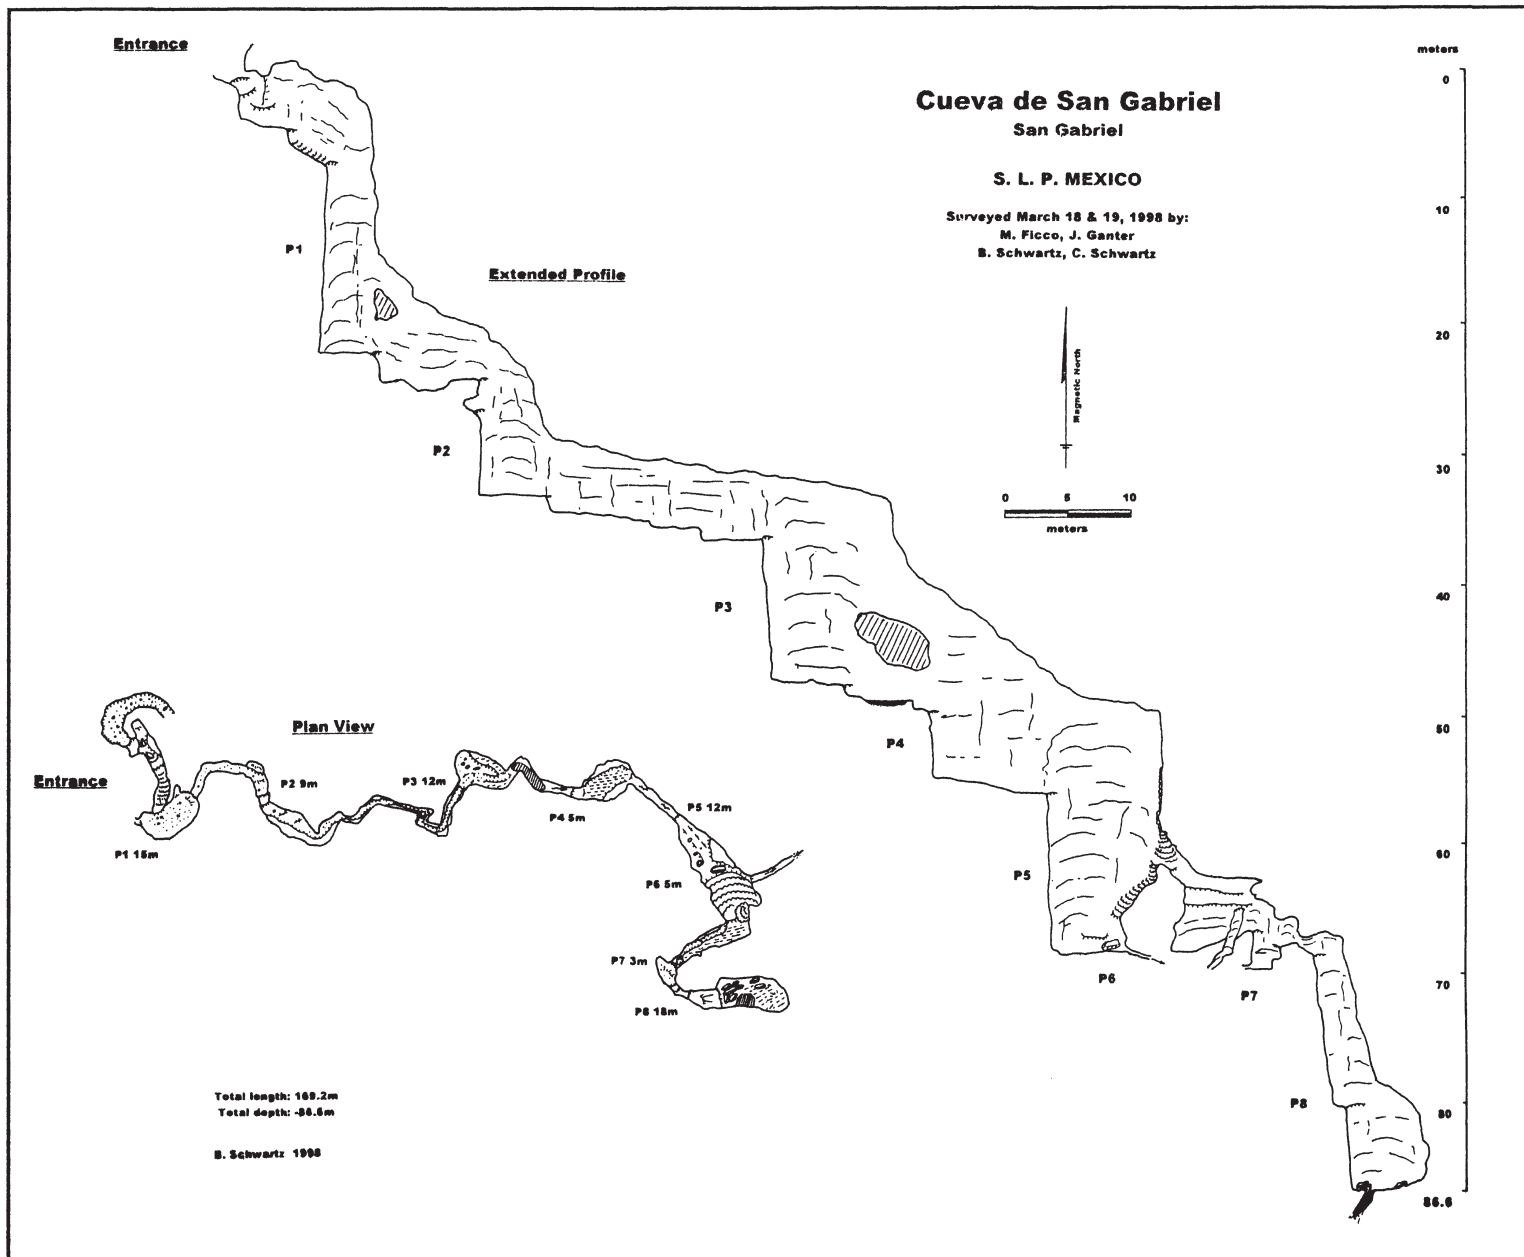 Entrance
meters
0
Cueva de San Gabriel
San Gabriel
S. L. P. MEXICO
10
Surveyed March 18 & 19, 1998 by:
M. Ficco, J. Ganter
B. Schwartz, C. Schwartz
P1
Extended Profile
20
Magnetic North
P2
30
0 5 10
meters
40
P3
50
P4
Plan View
Entrance
P2 9m
P3 12m
P4 5m
P5 12m
P1 15m
60
P5
P6 5m
P7 3m
P6
P7
70
P8 18m
Total length: 169.2m
Total depth: -86.6m
P8
80
B. Schwartz 1998
86.6